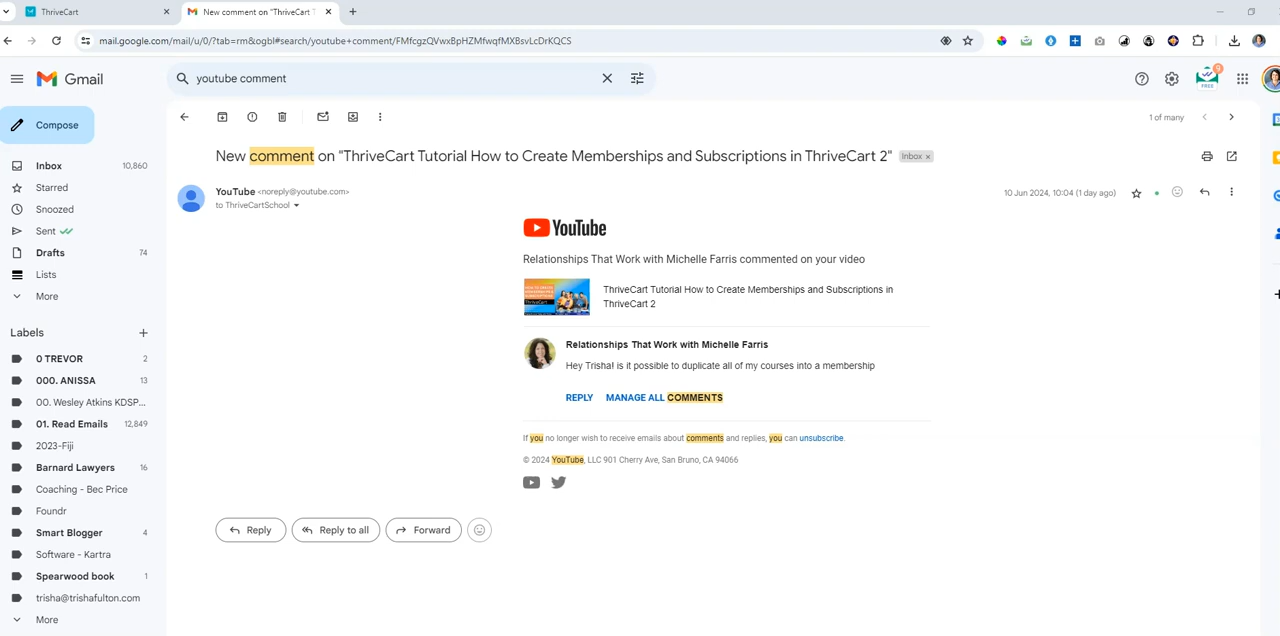 ThriveCart
New comment on "ThriveCart T
mail.google.com/mail/u/0/?tab=rm&ogbl#search/youtube+comment/FMfcgzQVwxBpHZMfwqfMXBsvLcDrKQCS
Gmail
youtube comment
9
FREE
Compose
1 of many
New comment on "ThriveCart Tutorial How to Create Memberships and Subscriptions in ThriveCart 2"
Inbox ×
Inbox 10,860
Starred
Snoozed
Sent
Drafts 74
Lists
More
YouTube <noreply@youtube.com>
to ThriveCartSchool
10 Jun 2024, 10:04 (1 day ago)
YouTube
Relationships That Work with Michelle Farris commented on your video
ThriveCart Tutorial How to Create Memberships and Subscriptions in
ThriveCart 2
Relationships That Work with Michelle Farris
Hey Trisha! is it possible to duplicate all of my courses into a membership
REPLY MANAGE ALL COMMENTS
If you no longer wish to receive emails about comments and replies, you can unsubscribe.
© 2024 YouTube, LLC 901 Cherry Ave, San Bruno, CA 94066
Reply
Reply to all
Forward
Labels
0 TREVOR 2
000. ANISSA 13
00. Wesley Atkins KDSP...
01. Read Emails 12,849
2023-Fiji
Barnard Lawyers 16
Coaching - Bec Price
Foundr
Smart Blogger 4
Software - Kartra
Spearwood book 1
trisha@trishafulton.com
More